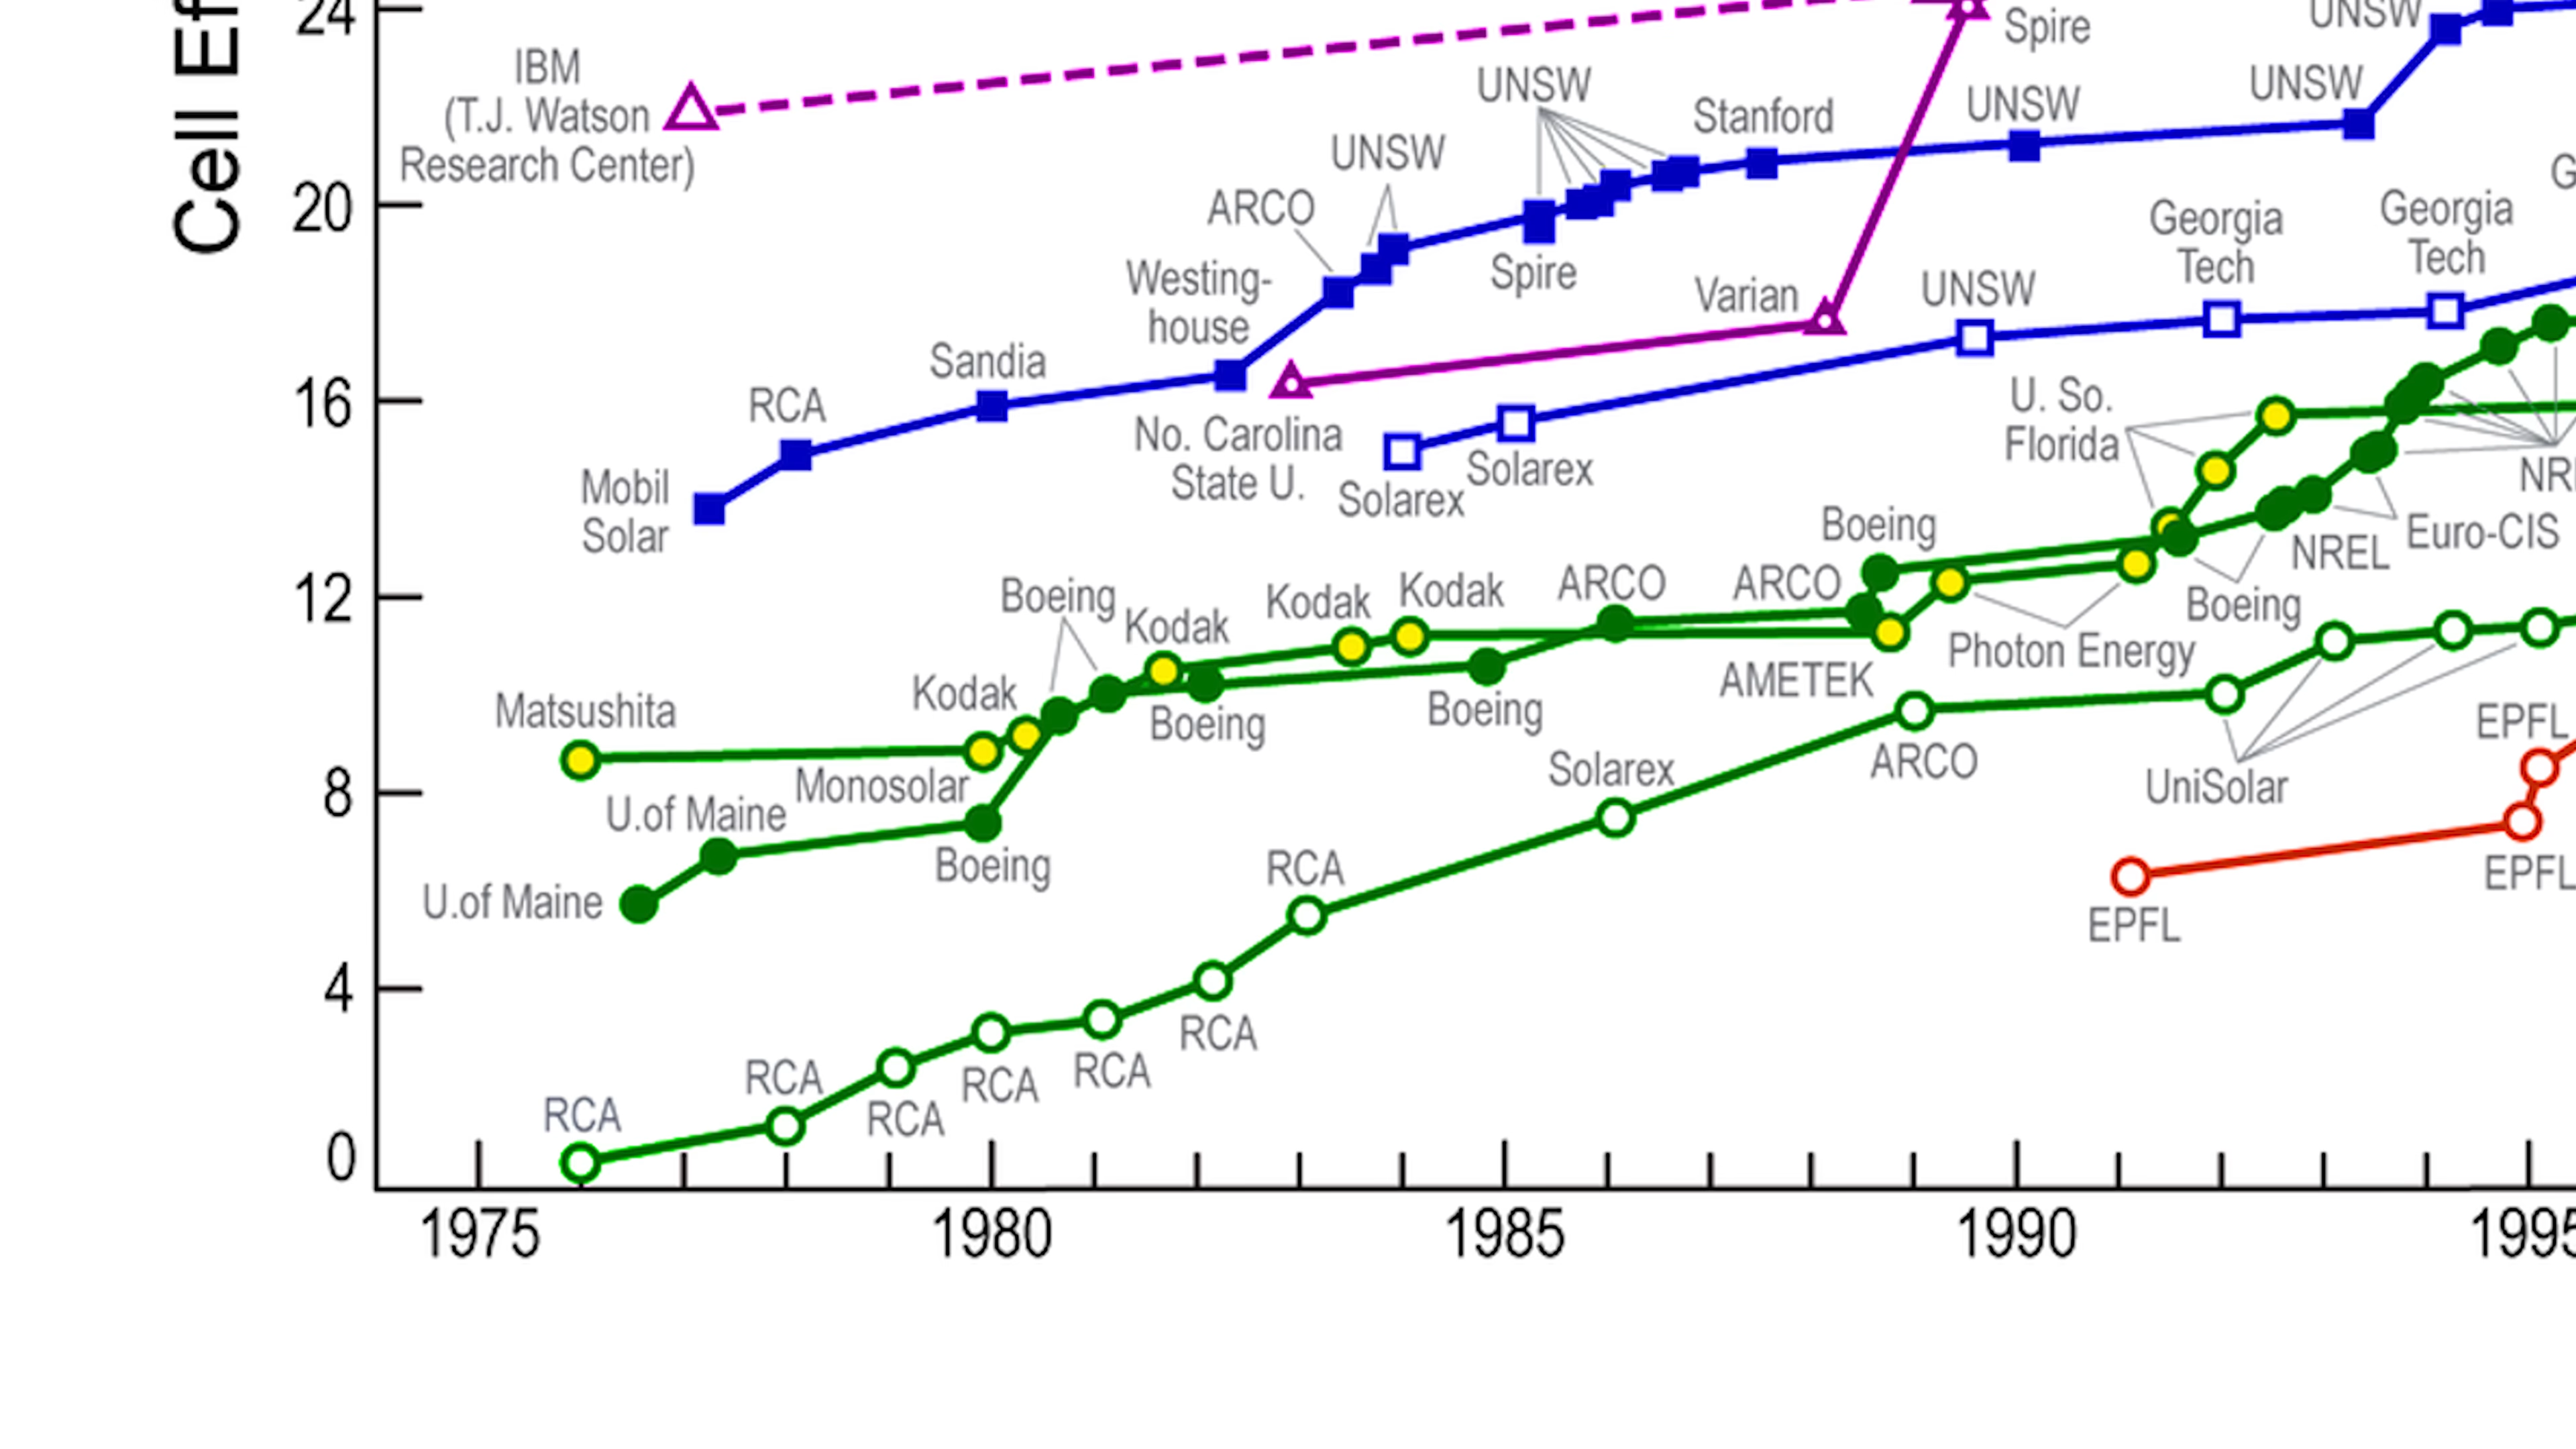 Cell Ef
24
20
16
12
8
4
0
1975
1980
1985
1990
1995
IBM
(T.J. Watson
Research Center)
Spire
UNSW
UNSW
UNSW
UNSW
Stanford
UNSW
ARCO
Westing-
house
Spire
Varian
UNSW
Georgia
Tech
Georgia
Tech
G
Sandia
RCA
Mobil
Solar
No. Carolina
State U.
Solarex
Solarex
U. So.
Florida
NR
Euro-CIS
NREL
Boeing
Boeing
ARCO
ARCO
Kodak
Kodak
Kodak
Boeing
Photon Energy
AMETEK
Boeing
Boeing
Kodak
Matsushita
Monosolar
U.of Maine
Boeing
U.of Maine
Solarex
ARCO
UniSolar
EPFL
EPFL
EPFL
RCA
RCA
RCA
RCA
RCA
RCA
RCA